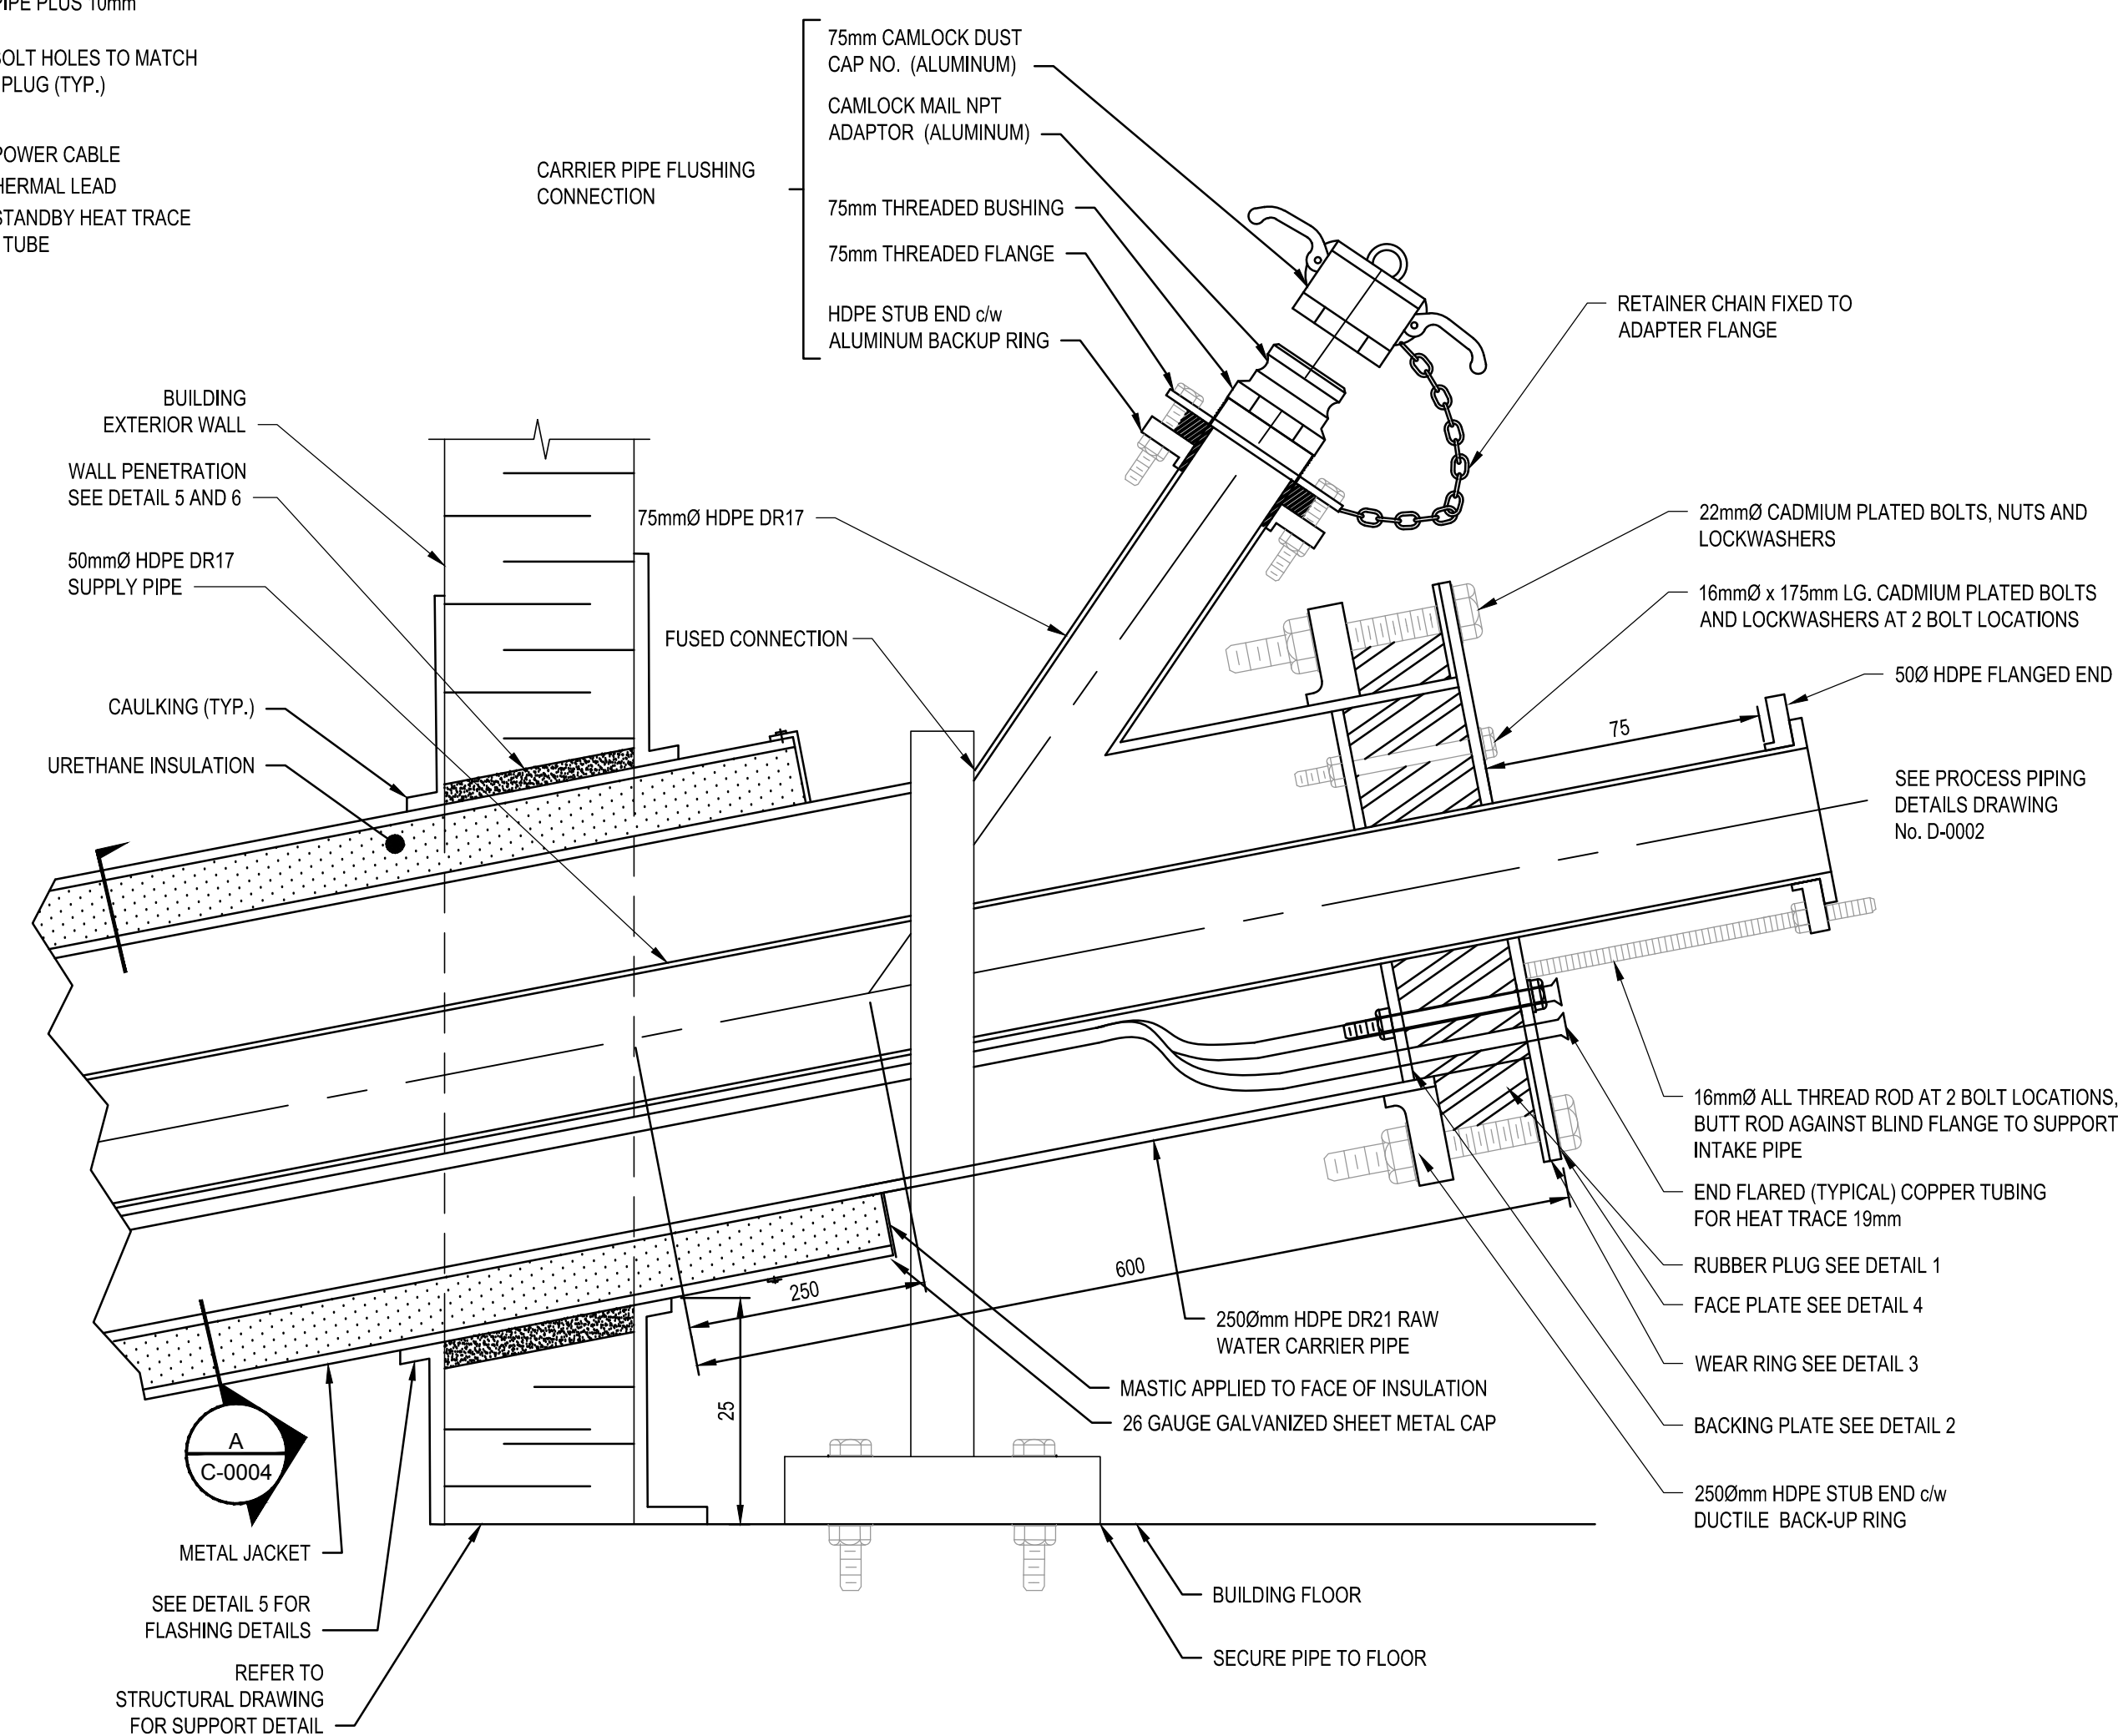 PIPE PLUS 10mm
BOLT HOLES TO MATCH
PLUG (TYP.)
POWER CABLE
THERMAL LEAD
STANDBY HEAT TRACE
TUBE
CARRIER PIPE FLUSHING
CONNECTION
75mm CAMLOCK DUST
CAP NO. (ALUMINUM)
CAMLOCK MAIL NPT
ADAPTOR (ALUMINUM)
75mm THREADED BUSHING
75mm THREADED FLANGE
HDPE STUB END c/w
ALUMINUM BACKUP RING
RETAINER CHAIN FIXED TO
ADAPTER FLANGE
BUILDING
EXTERIOR WALL
WALL PENETRATION
SEE DETAIL 5 AND 6
50mmØ HDPE DR17
SUPPLY PIPE
CAULKING (TYP.)
URETHANE INSULATION
75mmØ HDPE DR17
FUSED CONNECTION
22mmØ CADMIUM PLATED BOLTS, NUTS AND
LOCKWASHERS
16mmØ x 175mm LG. CADMIUM PLATED BOLTS
AND LOCKWASHERS AT 2 BOLT LOCATIONS
50Ø HDPE FLANGED END
75
SEE PROCESS PIPING
DETAILS DRAWING
No. D-0002
16mmØ ALL THREAD ROD AT 2 BOLT LOCATIONS,
BUTT ROD AGAINST BLIND FLANGE TO SUPPORT
INTAKE PIPE
END FLARED (TYPICAL) COPPER TUBING
FOR HEAT TRACE 19mm
RUBBER PLUG SEE DETAIL 1
FACE PLATE SEE DETAIL 4
WEAR RING SEE DETAIL 3
BACKING PLATE SEE DETAIL 2
250Ømm HDPE STUB END c/w
DUCTILE BACK-UP RING
600
250
25
250Ømm HDPE DR21 RAW
WATER CARRIER PIPE
MASTIC APPLIED TO FACE OF INSULATION
26 GAUGE GALVANIZED SHEET METAL CAP
A
C-0004
METAL JACKET
SEE DETAIL 5 FOR
FLASHING DETAILS
REFER TO
STRUCTURAL DRAWING
FOR SUPPORT DETAIL
BUILDING FLOOR
SECURE PIPE TO FLOOR